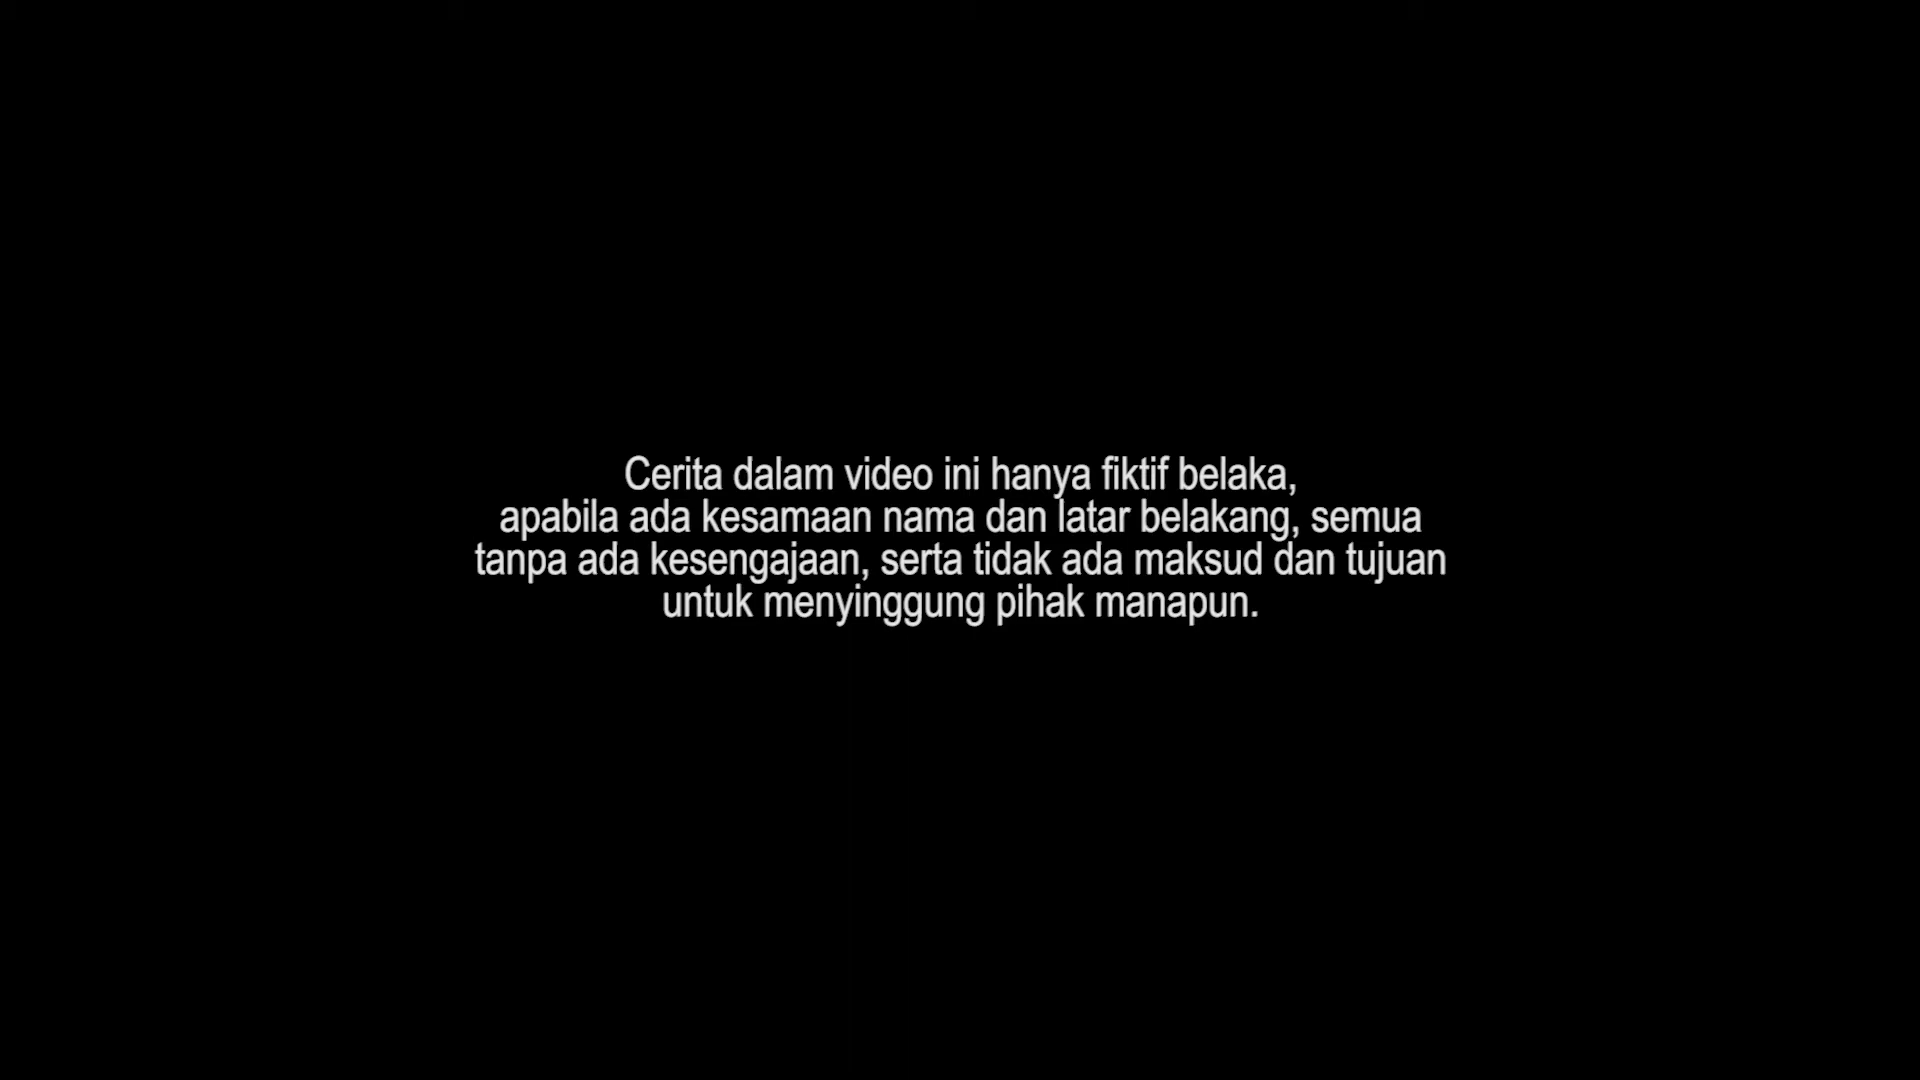 Cerita dalam video ini hanya fiktif belaka,
apabila ada kesamaan nama dan latar belakang, semua
tanpa ada kesengajaan, serta tidak ada maksud dan tujuan
untuk menyinggung pihak manapun.